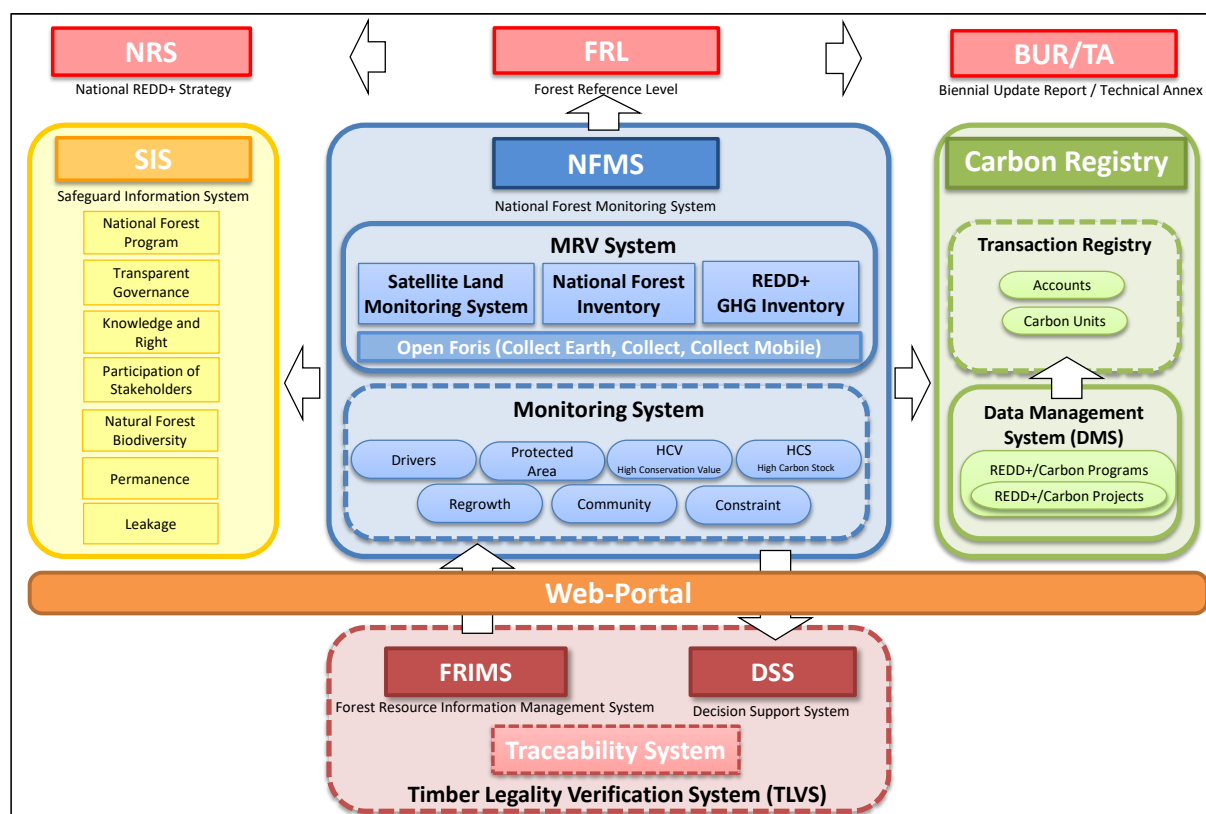 NRS
National REDD+ Strategy
FRL
Forest Reference Level
BUR/TA
Biennial Update Report / Technical Annex
SIS
Safeguard Information System
National Forest
Program
Transparent
Governance
Knowledge and
Right
Participation of
Stakeholders
Natural Forest
Biodiversity
Permanence
Leakage
NFMS
National Forest Monitoring System
MRV System
Satellite Land
Monitoring System
National Forest
Inventory
REDD+
GHG Inventory
Open Foris (Collect Earth, Collect, Collect Mobile)
Monitoring System
Drivers
Protected
Area
HCV
High Conservation Value
HCS
High Carbon Stock
Regrowth
Community
Constraint
Carbon Registry
Transaction Registry
Accounts
Carbon Units
Data Management
System (DMS)
REDD+/Carbon Programs
REDD+/Carbon Projects
Web-Portal
FRIMS
Forest Resource Information Management System
DSS
Decision Support System
Traceability System
Timber Legality Verification System (TLVS)